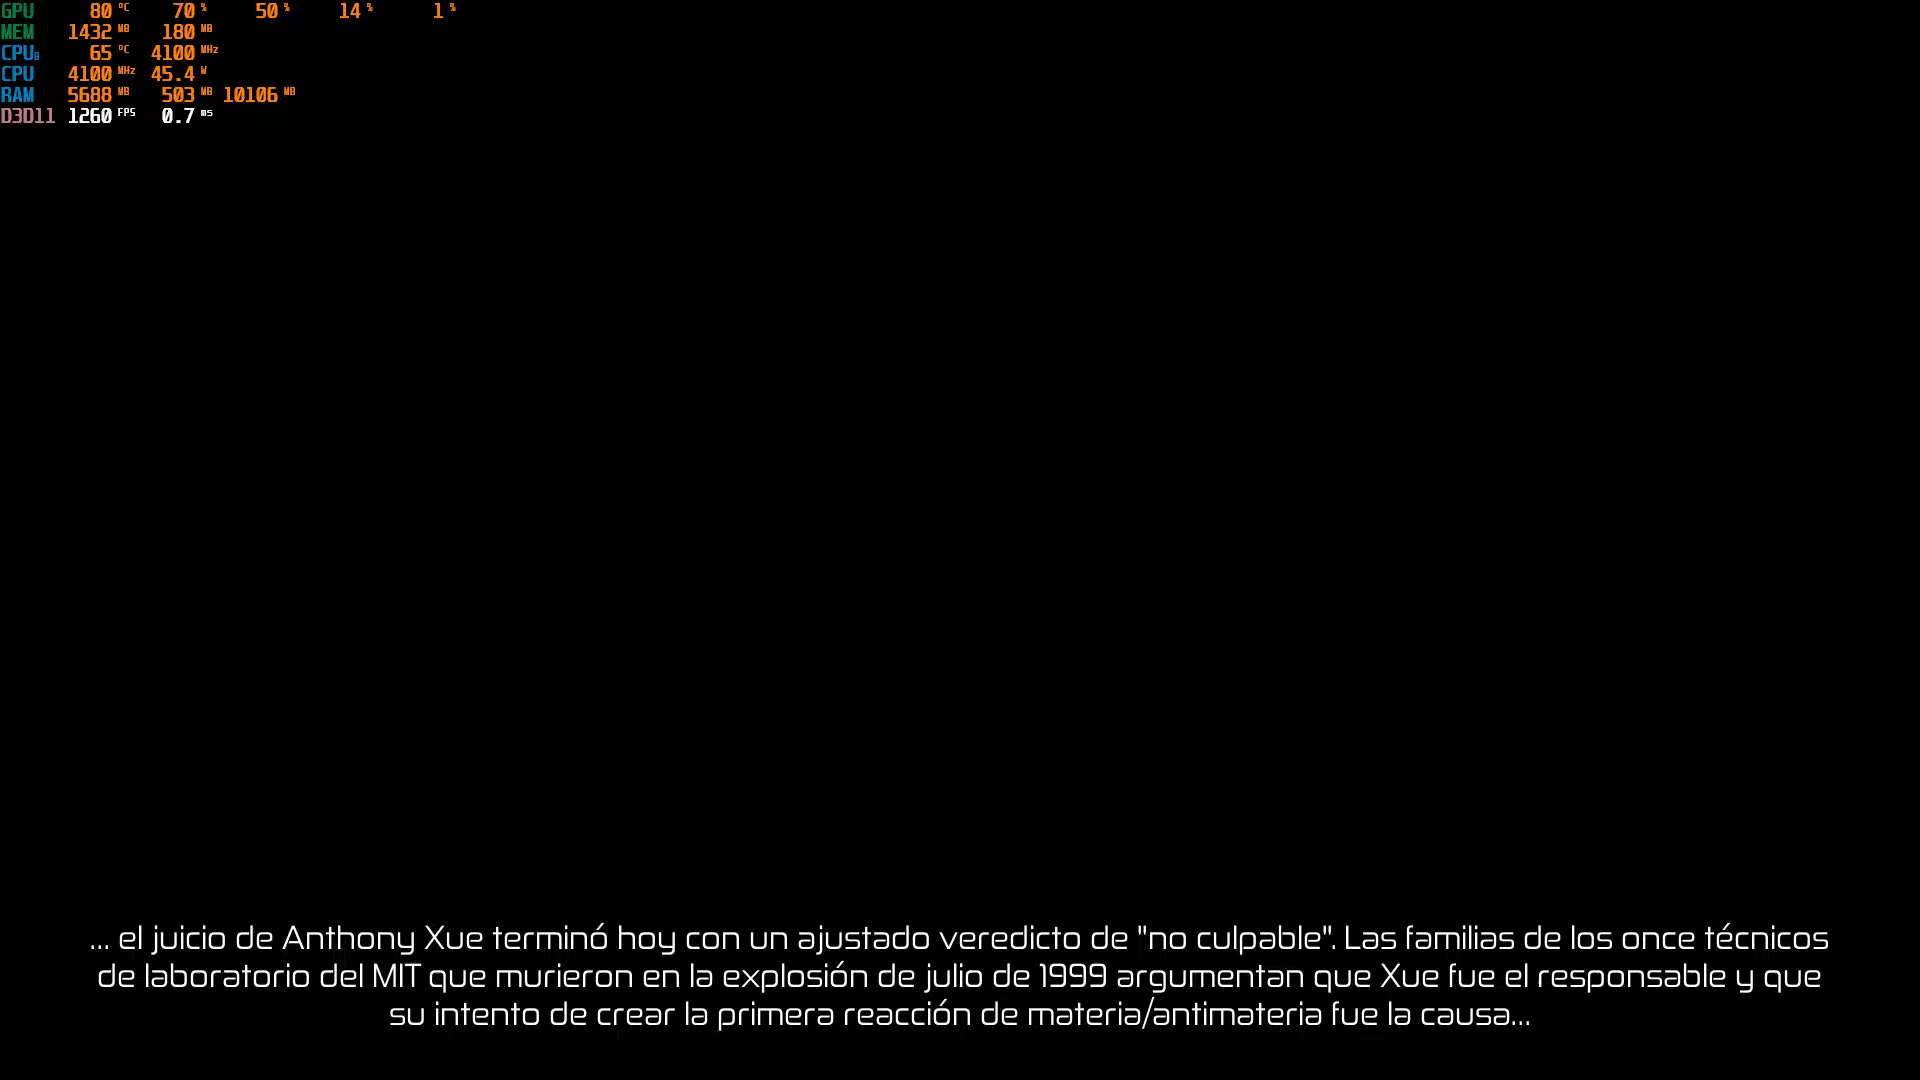 GPU 80 °C 70 % 50 % 14 % 1 %
MEM 1432 MB 180 MB
CPU8 65 °C 4100 MHz
CPU 4100 MHz 45.4 W
RAM 5688 MB 503 MB 10106 MB
D3D11 1260 FPS 0.7 ms
... el juicio de Anthony Xue terminó hoy con un ajustado veredicto de "no culpable". Las familias de los once técnicos
de laboratorio del MIT que murieron en la explosión de julio de 1999 argumentan que Xue fue el responsable y que
su intento de crear la primera reacción de materia/antimateria fue la causa...